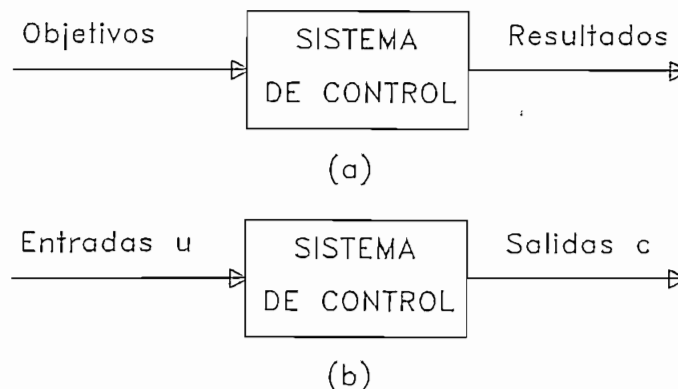 Objetivos
SISTEMA
DE CONTROL
Resultados
(a)
Entradas u
SISTEMA
DE CONTROL
Salidas c
(b)